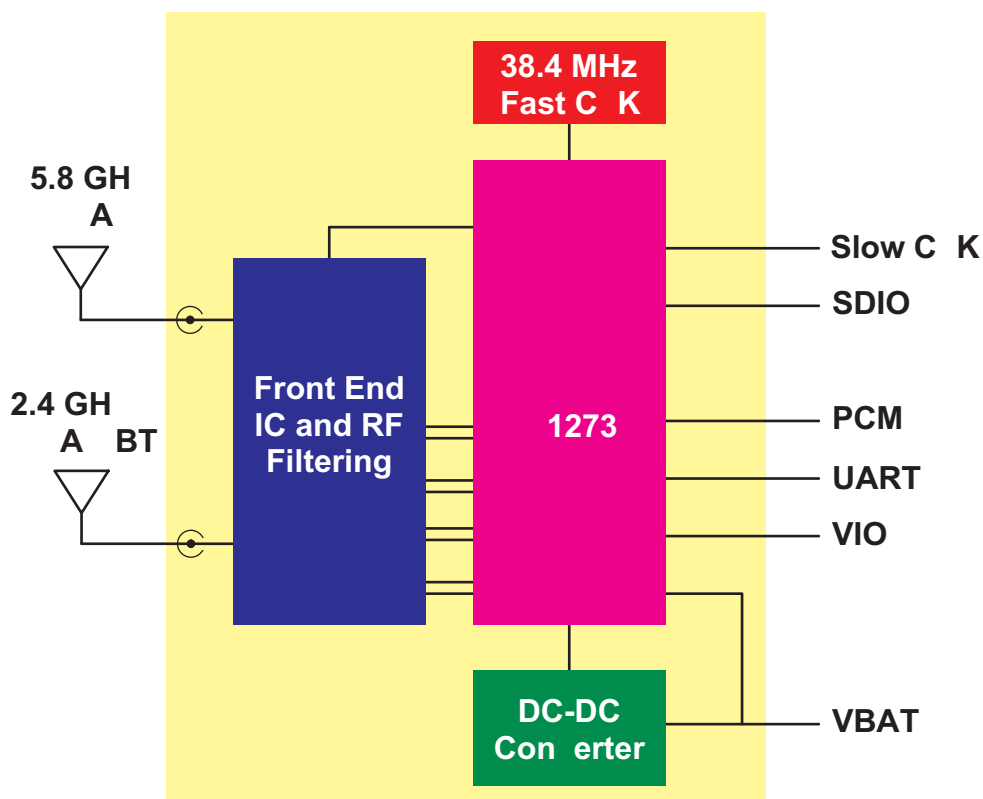 38.4 MHz
Fast C K
5.8 GH
A
Slow C K
SDIO
Front End
IC and RF
Filtering
2.4 GH
A BT
1273
PCM
UART
VIO
DC-DC
Con erter
VBAT